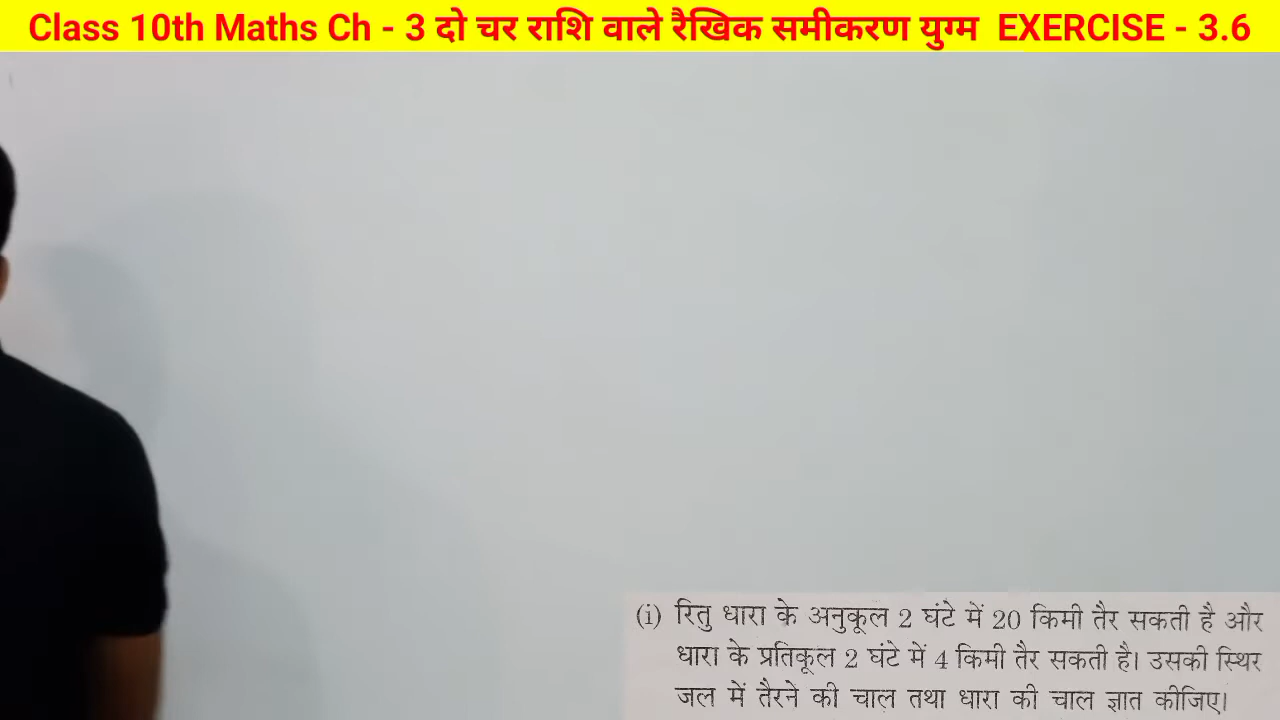 Class 10th Maths Ch - 3 दो चर राशि वाले रैखिक समीकरण युग्म EXERCISE - 3.6
(i) रितु धारा के अनुकूल 2 घंटे में 20 किमी तैर सकती है और
धारा के प्रतिकूल 2 घंटे में 4 किमी तैर सकती है। उसकी स्थिर
जल में तैरने की चाल तथा धारा की चाल ज्ञात कीजिए।